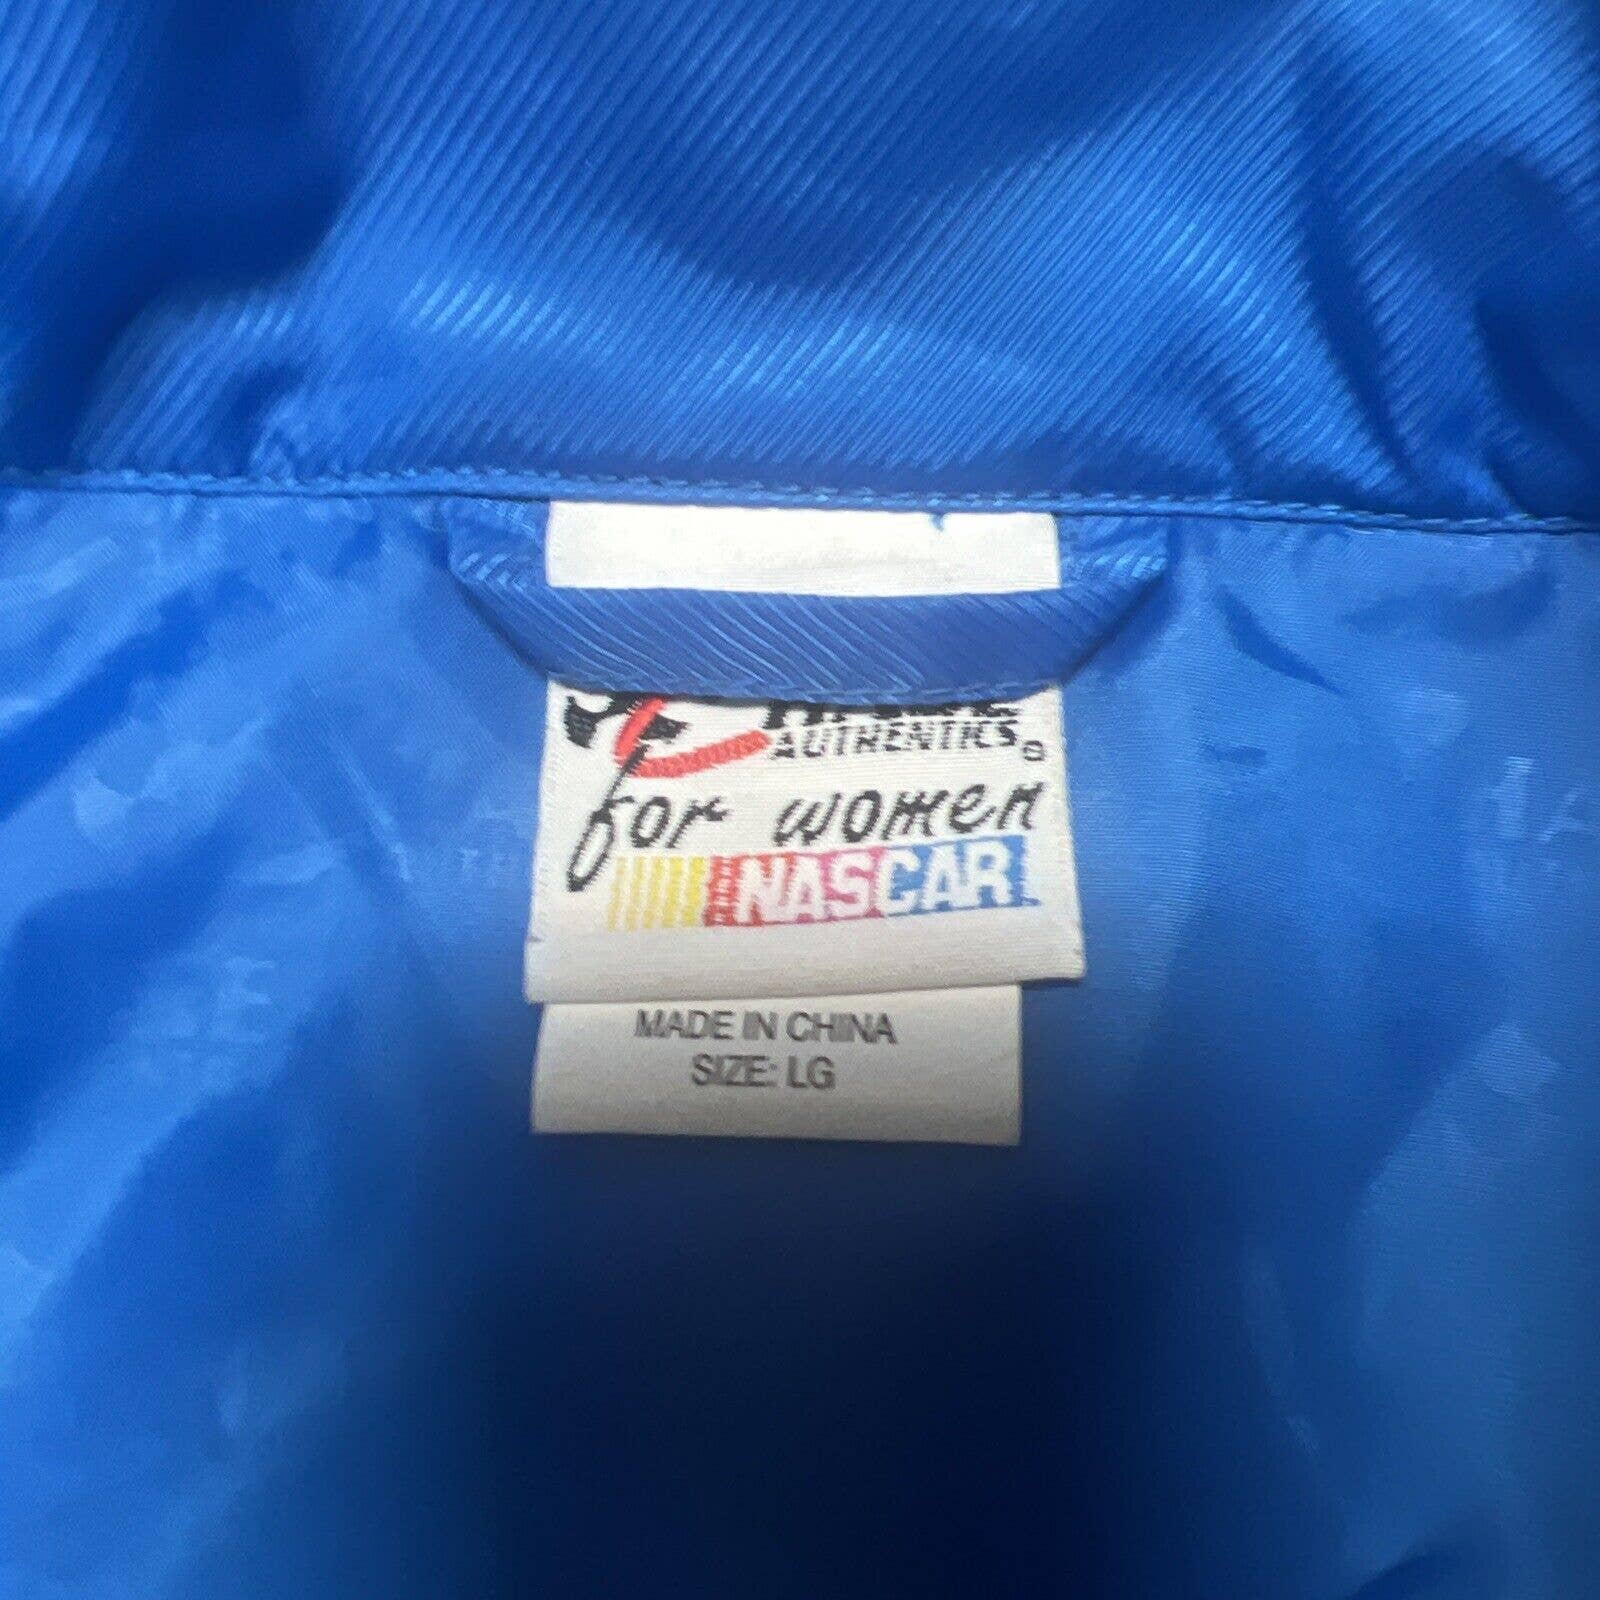 AUTHENTICS
for women
NASCAR
MADE IN CHINA
SIZE: LG